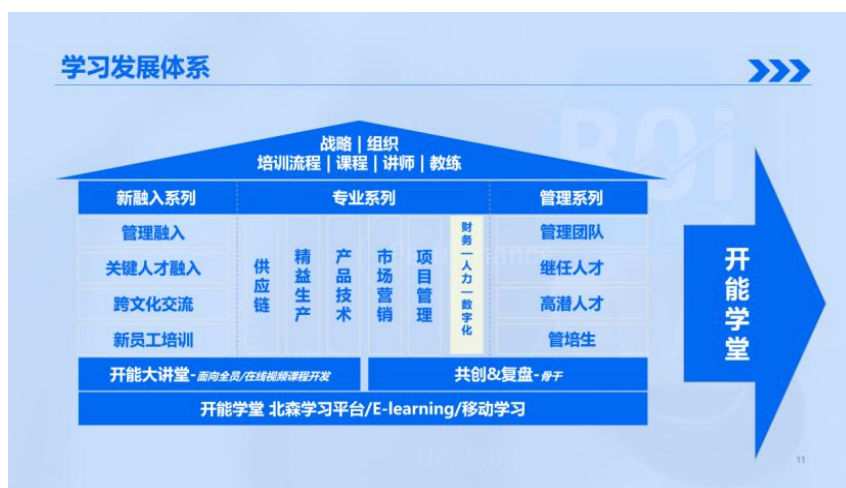 学习发展体系
战略 | 组织
培训流程 | 课程 | 讲师 | 教练
新融入系列
专业系列
管理系列
管理融入
关键人才融入
跨文化交流
新员工培训
供应链
精益生产
产品技术
市场营销
项目管理
财务—人力—数字化
管理团队
继任人才
高潜人才
管培生
开能大讲堂-面向全员/在线视频课程开发
共创&复盘-骨干
开能学堂 北森学习平台/E-learning/移动学习
开能学堂
11